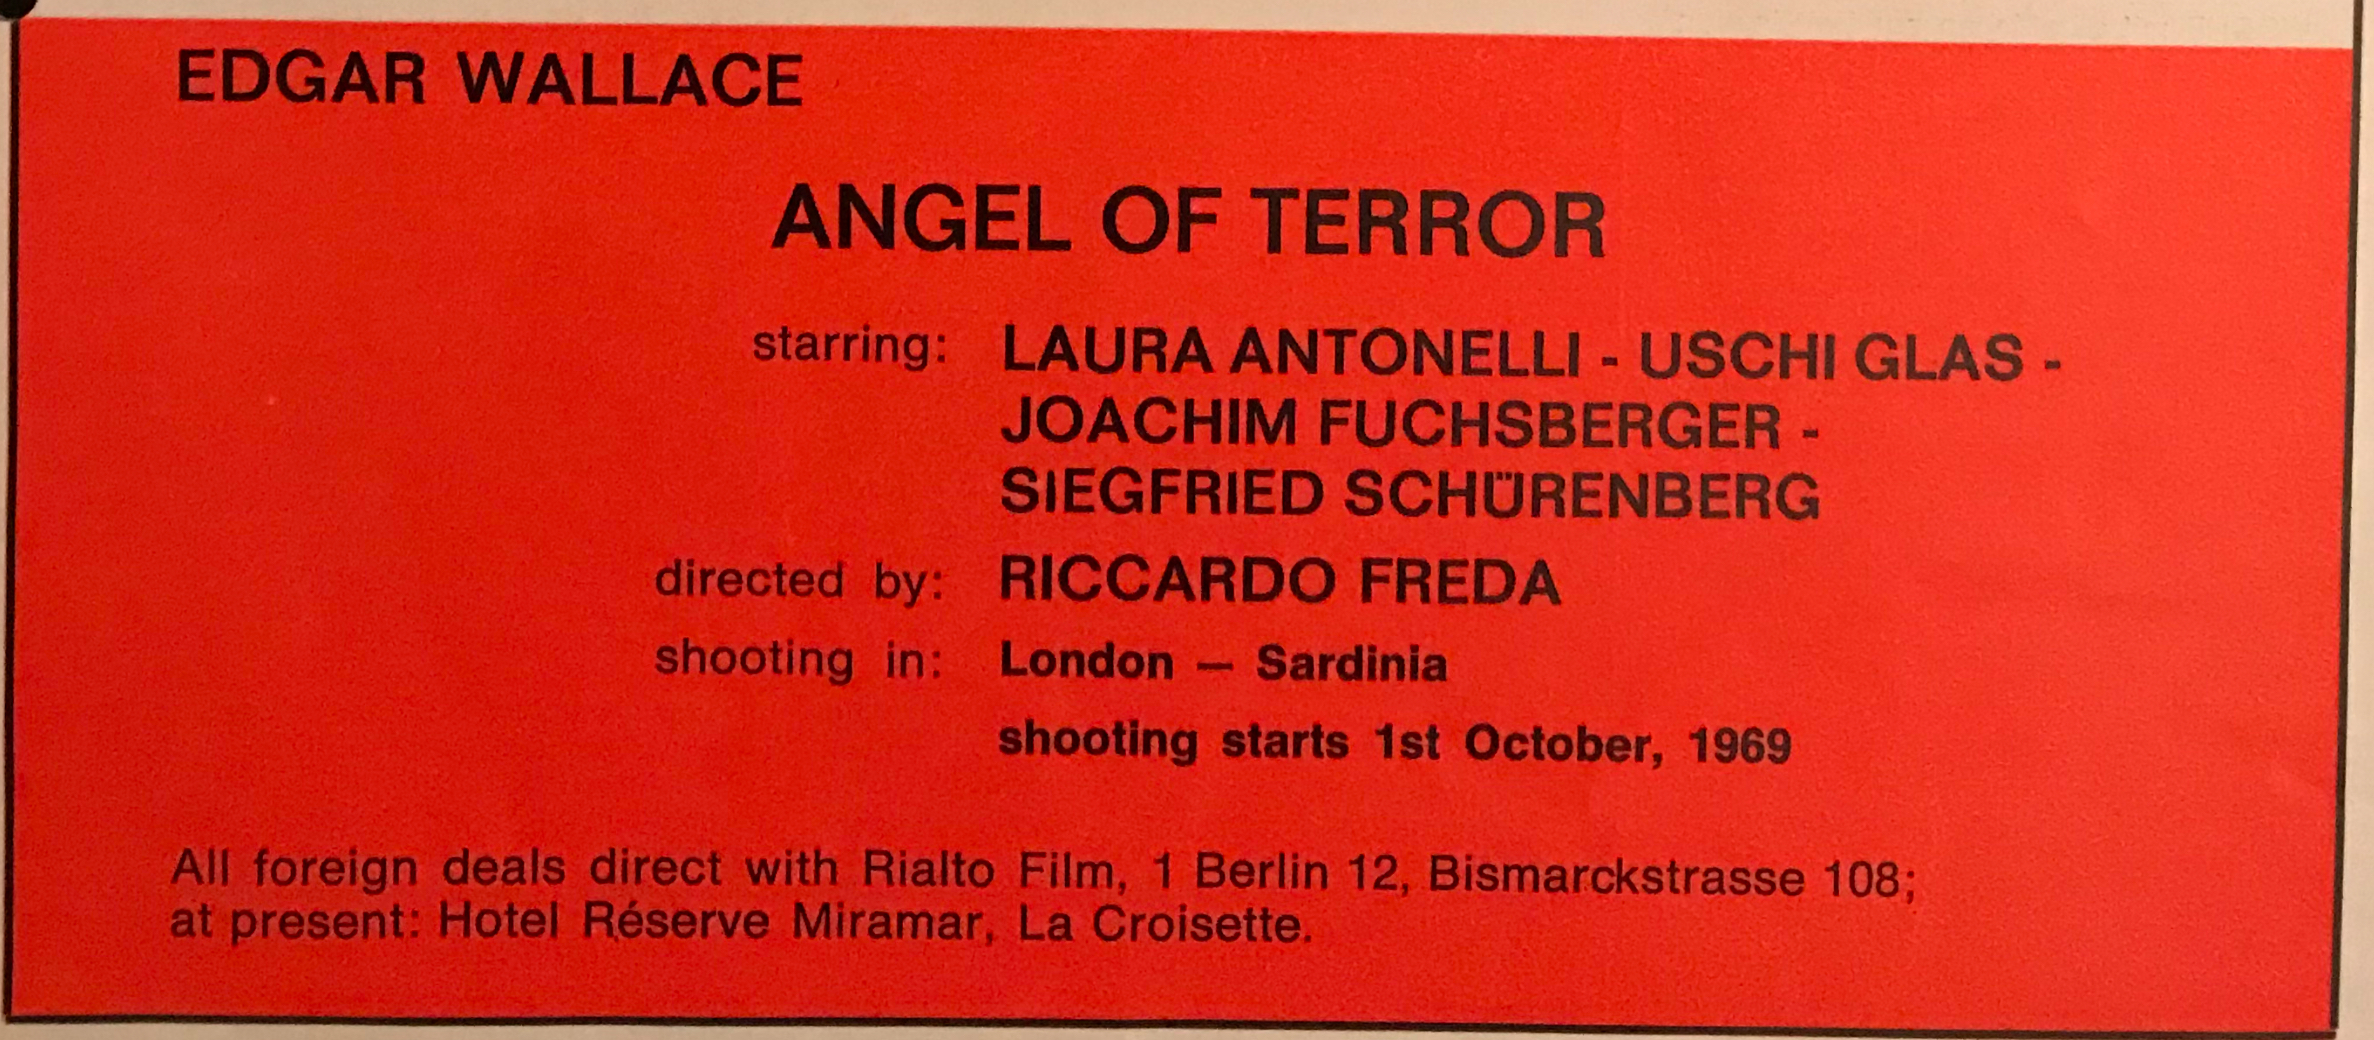 EDGAR WALLACE
ANGEL OF TERROR
starring: LAURA ANTONELLI - USCHI GLAS -
JOACHIM FUCHSBERGER -
SIEGFRIED SCHÜRENBERG
directed by: RICCARDO FREDA
shooting in: London — Sardinia
shooting starts 1st October, 1969
All foreign deals direct with Rialto Film, 1 Berlin 12, Bismarckstrasse 108;
at present: Hotel Réserve Miramar, La Croisette.